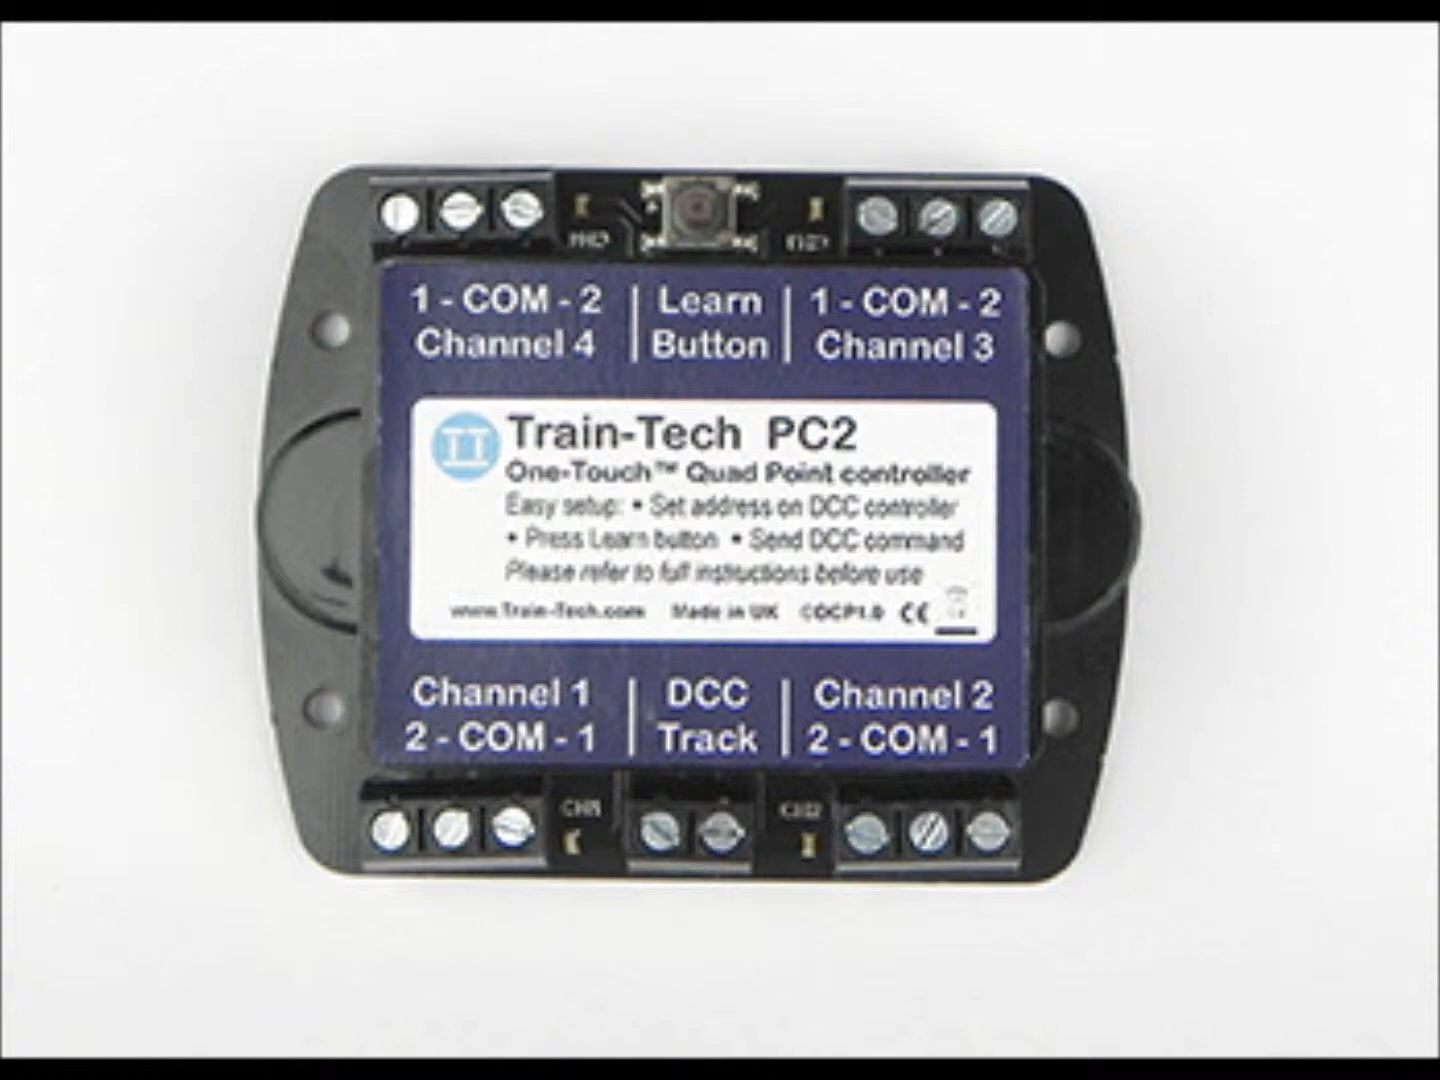 1 - COM - 2 | Learn | 1 - COM - 2
Channel 4 | Button | Channel 3
Train-Tech PC2
One-Touch™ Quad Point controller
Easy setup: • Set address on DCC controller
• Press Learn button • Send DCC command
Please refer to full instructions before use
www.Train-Tech.com Made in UK CE
Channel 1 | DCC | Channel 2
2 - COM - 1 | Track | 2 - COM - 1
CH1 CH2